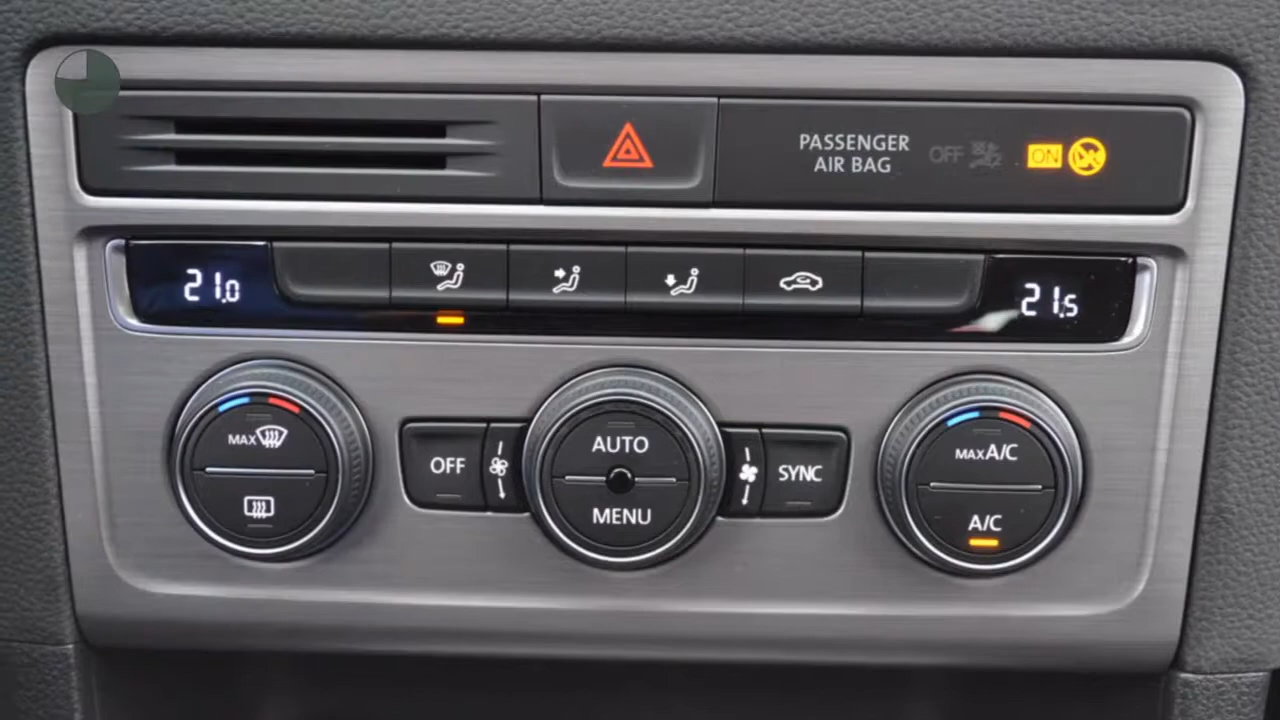 PASSENGER
AIR BAG
OFF
ON
21.0
21.5
MAX
OFF
AUTO
MENU
SYNC
MAX A/C
A/C